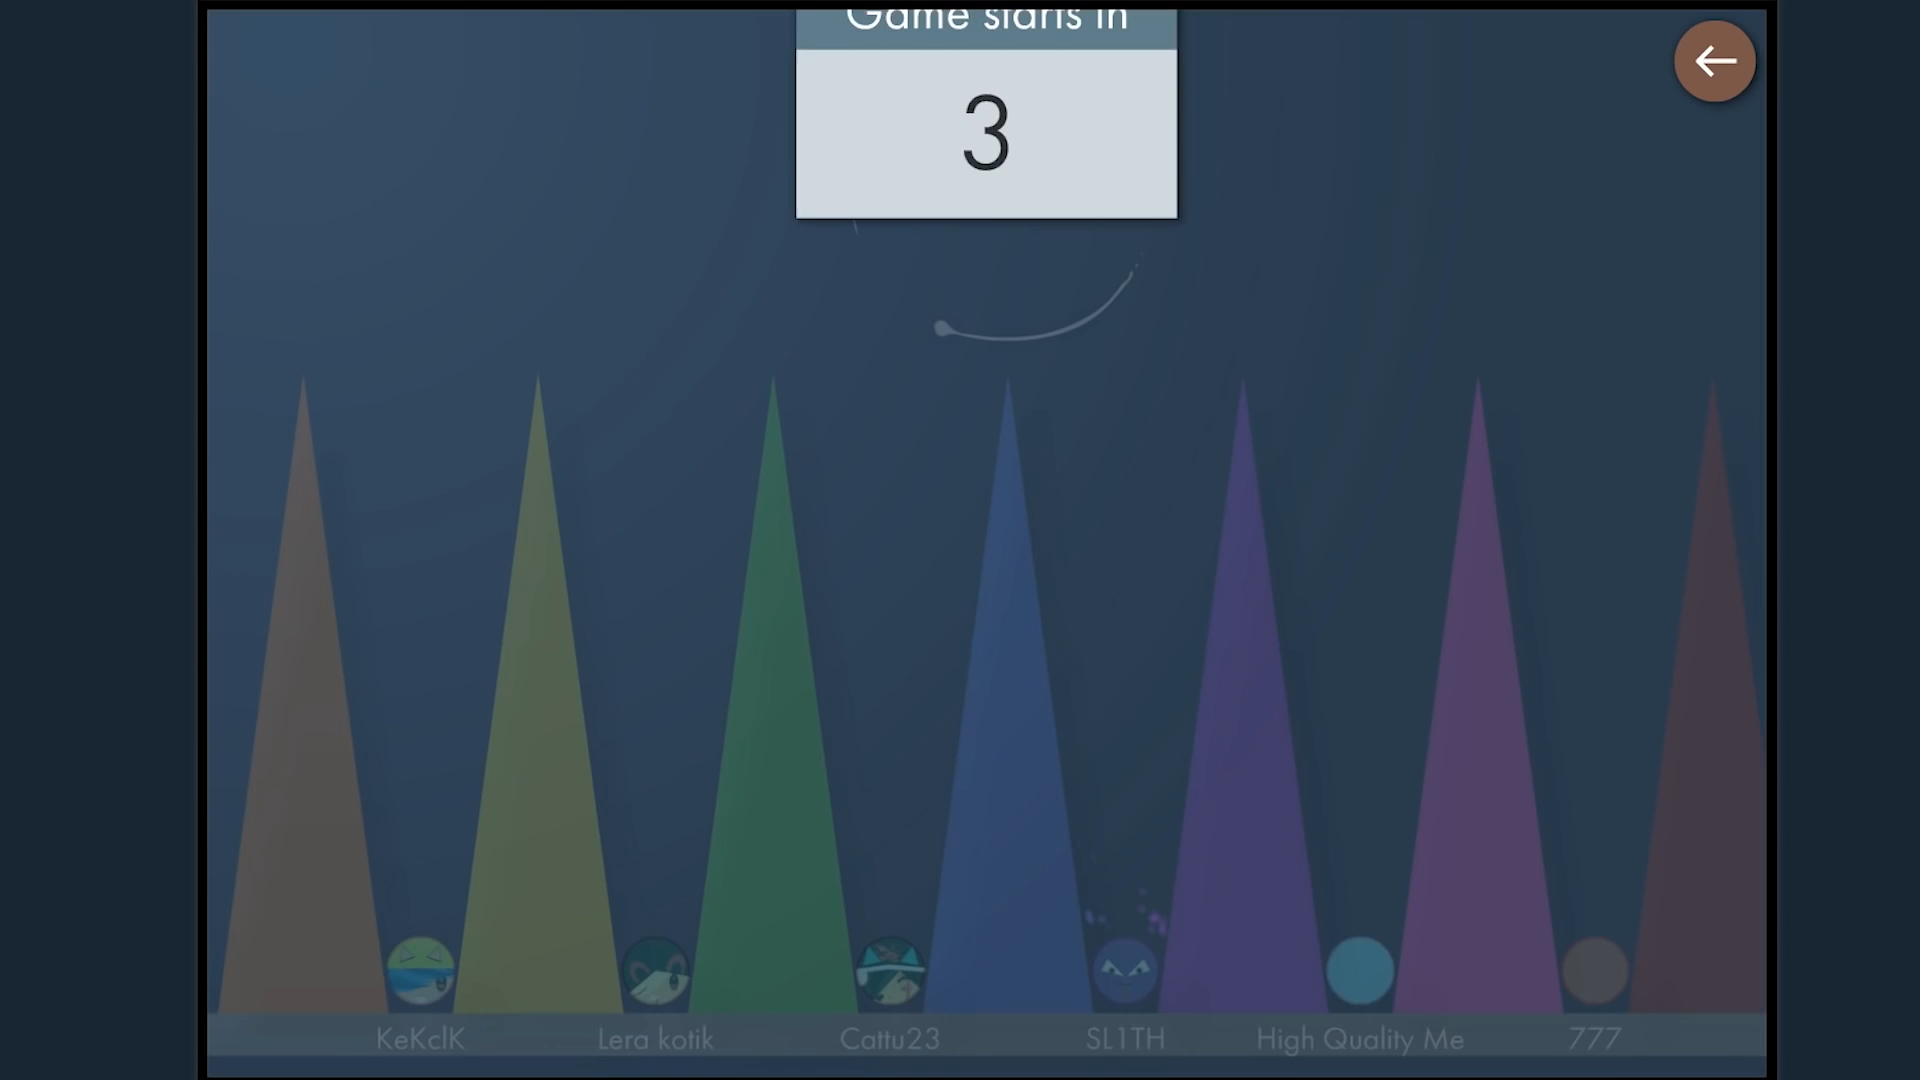 Game starts in
3
KeKclK Lera kotik Cattu23 SL1TH High Quality Me 777